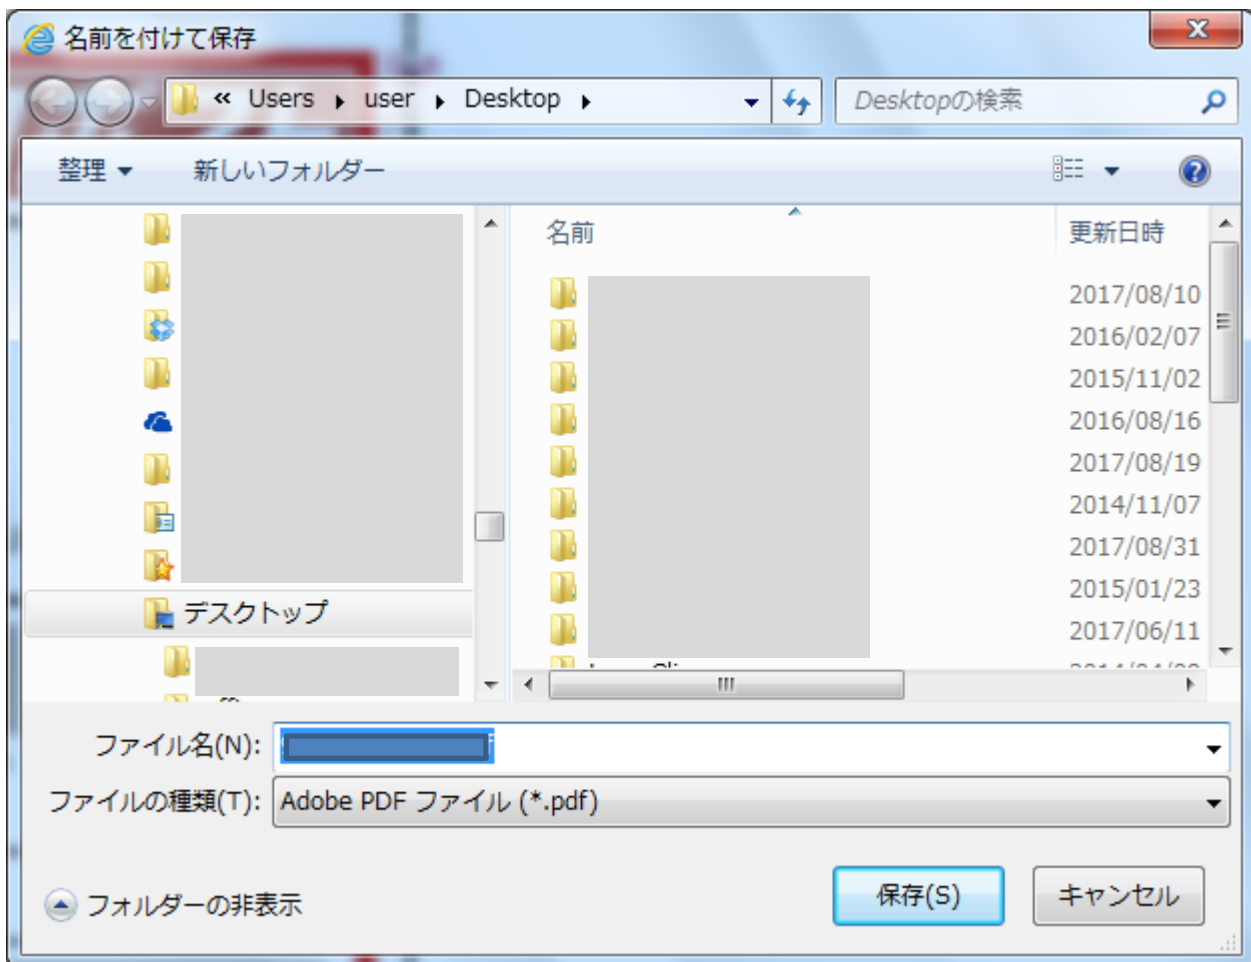 名前を付けて保存
« Users ▸ user ▸ Desktop ▸
Desktopの検索
整理
新しいフォルダー
名前
更新日時
2017/08/10
2016/02/07
2015/11/02
2016/08/16
2017/08/19
2014/11/07
2017/08/31
2015/01/23
2017/06/11
デスクトップ
ファイル名(N):
ファイルの種類(T): Adobe PDF ファイル (*.pdf)
フォルダーの非表示
保存(S)
キャンセル